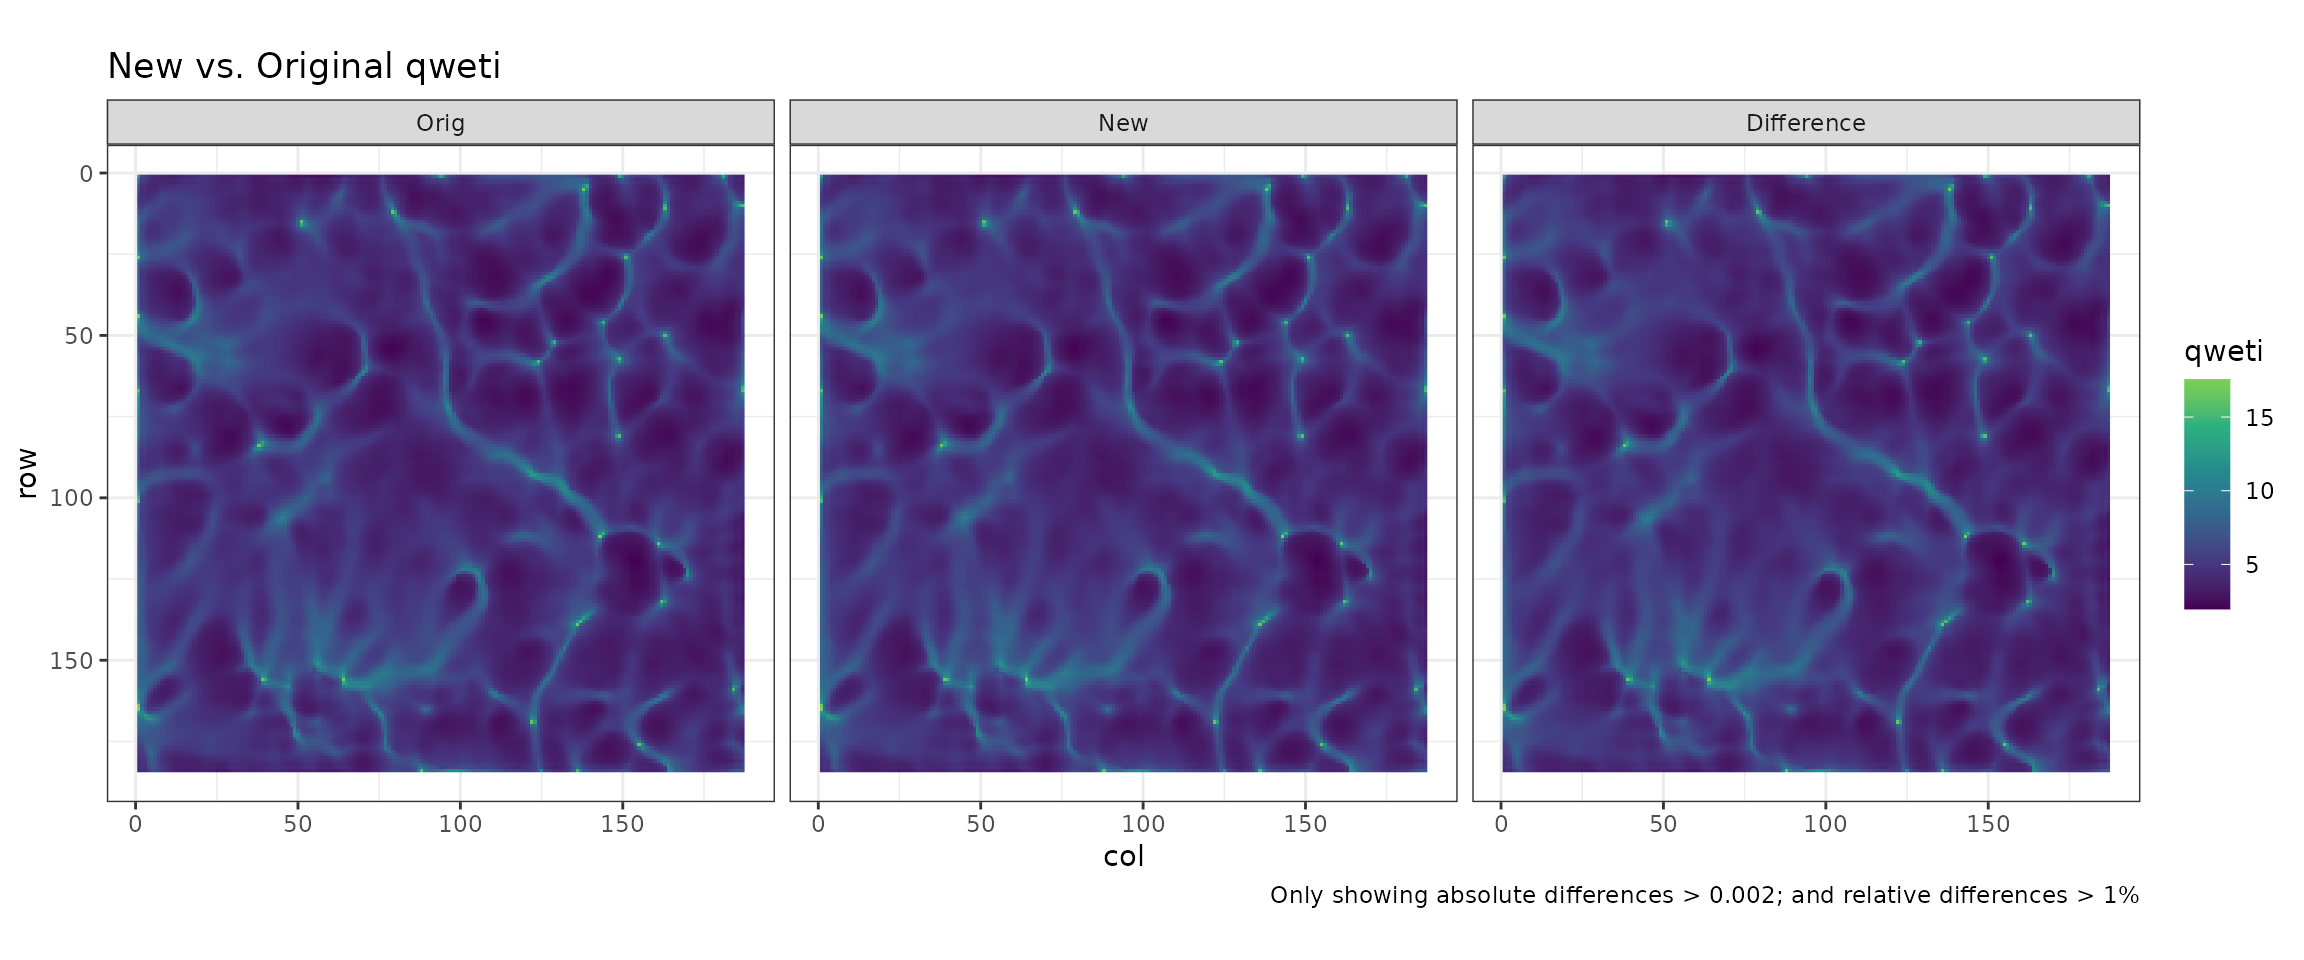 New vs. Original qweti
Orig
New
Difference
0
50
100
150
row
0 50 100 150
0 50 100 150
0 50 100 150
col
qweti
15
10
5
Only showing absolute differences > 0.002; and relative differences > 1%